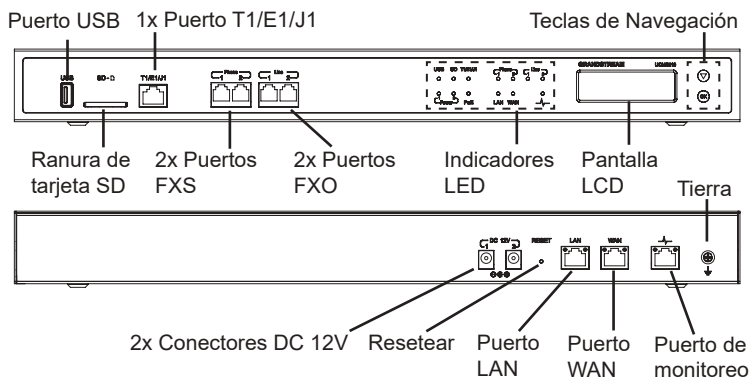 Puerto USB 1x Puerto T1/E1/J1 Teclas de Navegación
USB SD T1/E1/J1 Phone Line GRANDSTREAM
USB SD T1/E1/J1 Phone 1 2 Line 1 2
OK
Power PoE LAN WAN
Ranura de tarjeta SD
2x Puertos FXS
2x Puertos FXO
Indicadores LED
Pantalla LCD
Tierra
DC 12V 1 2 RESET LAN WAN
2x Conectores DC 12V Resetear
Puerto LAN
Puerto WAN
Puerto de monitoreo